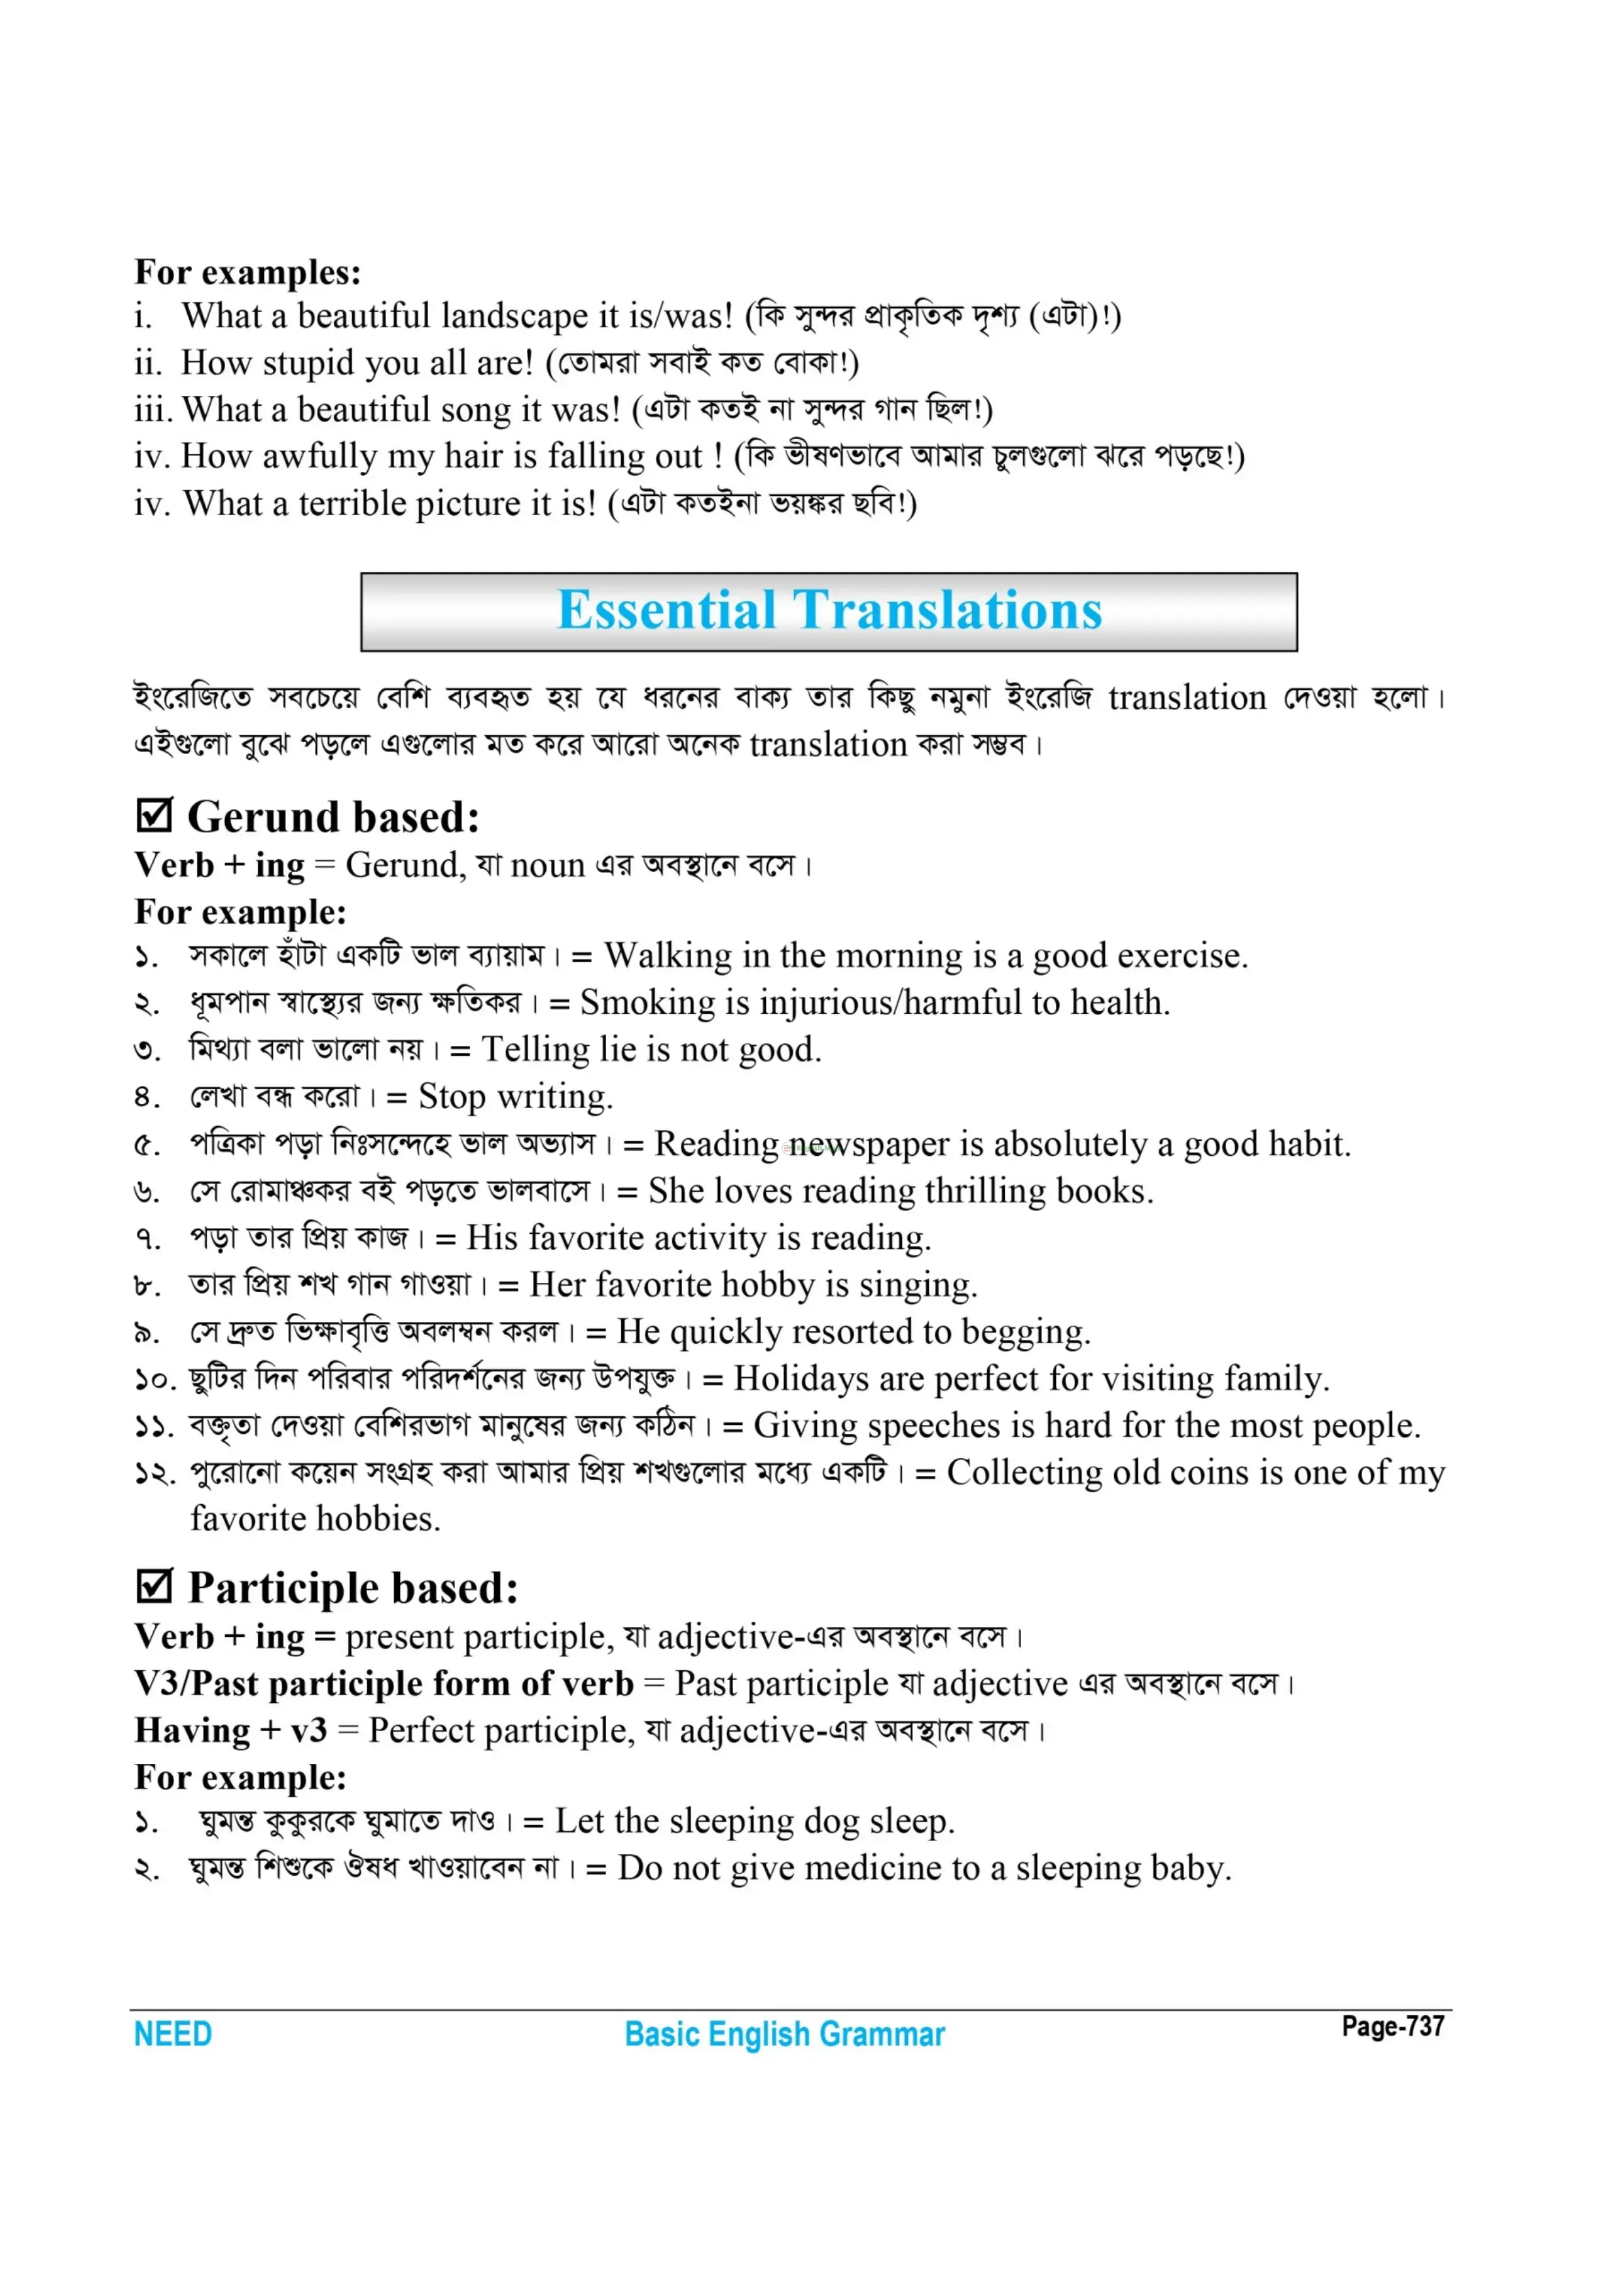 For examples:
i. What a beautiful landscape it is/was! (কি সুন্দর প্রাকৃতিক দৃশ্য (এটা)!)
ii. How stupid you all are! (তোমরা সবাই কত বোকা!)
iii. What a beautiful song it was! (এটা কতই না সুন্দর গান ছিল!)
iv. How awfully my hair is falling out ! (কি ভীষণভাবে আমার চুলগুলো ঝরে পড়ছে!)
iv. What a terrible picture it is! (এটা কতইনা ভয়ঙ্কর ছবি!)
Essential Translations
ইংরেজিতে সবচেয়ে বেশি ব্যবহৃত হয় যে ধরনের বাক্য তার কিছু নমুনা ইংরেজি translation দেওয়া হলো।
এইগুলো বুঝে পড়লে এগুলোর মত করে আরো অনেক translation করা সম্ভব।
☑ Gerund based:
Verb + ing = Gerund, যা noun এর অবস্থানে বসে।
For example:
১. সকালে হাঁটা একটি ভাল ব্যায়াম। = Walking in the morning is a good exercise.
২. ধূমপান স্বাস্থ্যের জন্য ক্ষতিকর। = Smoking is injurious/harmful to health.
৩. মিথ্যা বলা ভালো নয়। = Telling lie is not good.
৪. লেখা বন্ধ করো। = Stop writing.
৫. পত্রিকা পড়া নিঃসন্দেহে ভাল অভ্যাস। = Reading newspaper is absolutely a good habit.
৬. সে রোমাঞ্চকর বই পড়তে ভালবাসে। = She loves reading thrilling books.
৭. পড়া তার প্রিয় কাজ। = His favorite activity is reading.
৮. তার প্রিয় শখ গান গাওয়া। = Her favorite hobby is singing.
৯. সে দ্রুত ভিক্ষাবৃত্তি অবলম্বন করল। = He quickly resorted to begging.
১০. ছুটির দিন পরিবার পরিদর্শনের জন্য উপযুক্ত। = Holidays are perfect for visiting family.
১১. বক্তৃতা দেওয়া বেশিরভাগ মানুষের জন্য কঠিন। = Giving speeches is hard for the most people.
১২. পুরোনো কয়েন সংগ্রহ করা আমার প্রিয় শখগুলোর মধ্যে একটি। = Collecting old coins is one of my
favorite hobbies.
☑ Participle based:
Verb + ing = present participle, যা adjective-এর অবস্থানে বসে।
V3/Past participle form of verb = Past participle যা adjective এর অবস্থানে বসে।
Having + v3 = Perfect participle, যা adjective-এর অবস্থানে বসে।
For example:
১. ঘুমন্ত কুকুরকে ঘুমাতে দাও। = Let the sleeping dog sleep.
২. ঘুমন্ত শিশুকে ঔষধ খাওয়াবেন না। = Do not give medicine to a sleeping baby.
NEED Basic English Grammar Page-737